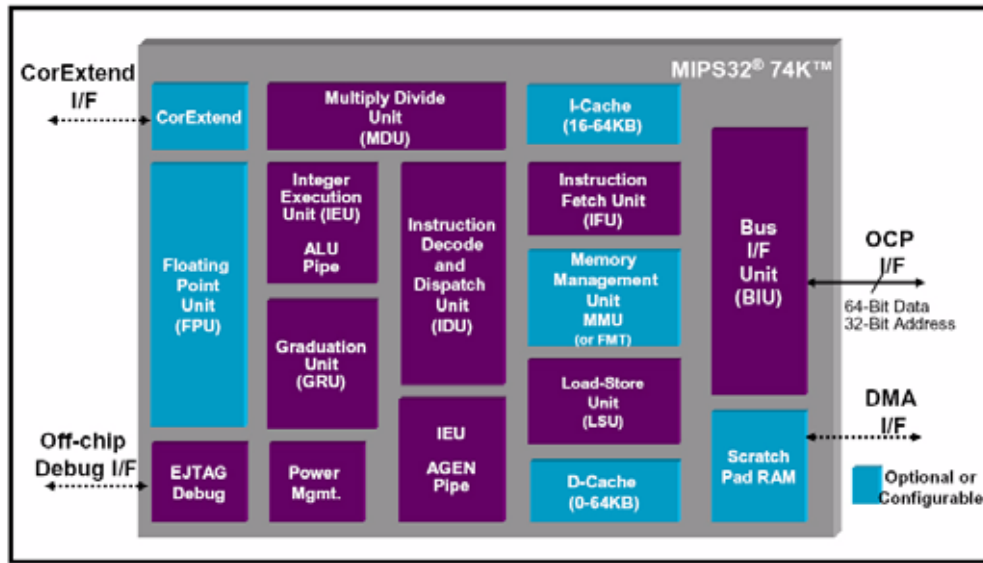 MIPS32® 74K™
CorExtend
I/F
CorExtend
Multiply Divide
Unit
(MDU)
I-Cache
(16-64KB)
Floating
Point
Unit
(FPU)
Integer
Execution
Unit (IEU)
ALU
Pipe
Instruction
Decode
and
Dispatch
Unit
(IDU)
Instruction
Fetch Unit
(IFU)
Bus
I/F
Unit
(BIU)
OCP
I/F
64-Bit Data
32-Bit Address
Memory
Management
Unit
MMU
(or FMT)
Graduation
Unit
(GRU)
Load-Store
Unit
(LSU)
Off-chip
Debug I/F
EJTAG
Debug
Power
Mgmt.
IEU
AGEN
Pipe
D-Cache
(0-64KB)
Scratch
Pad RAM
DMA
I/F
Optional or
Configurable